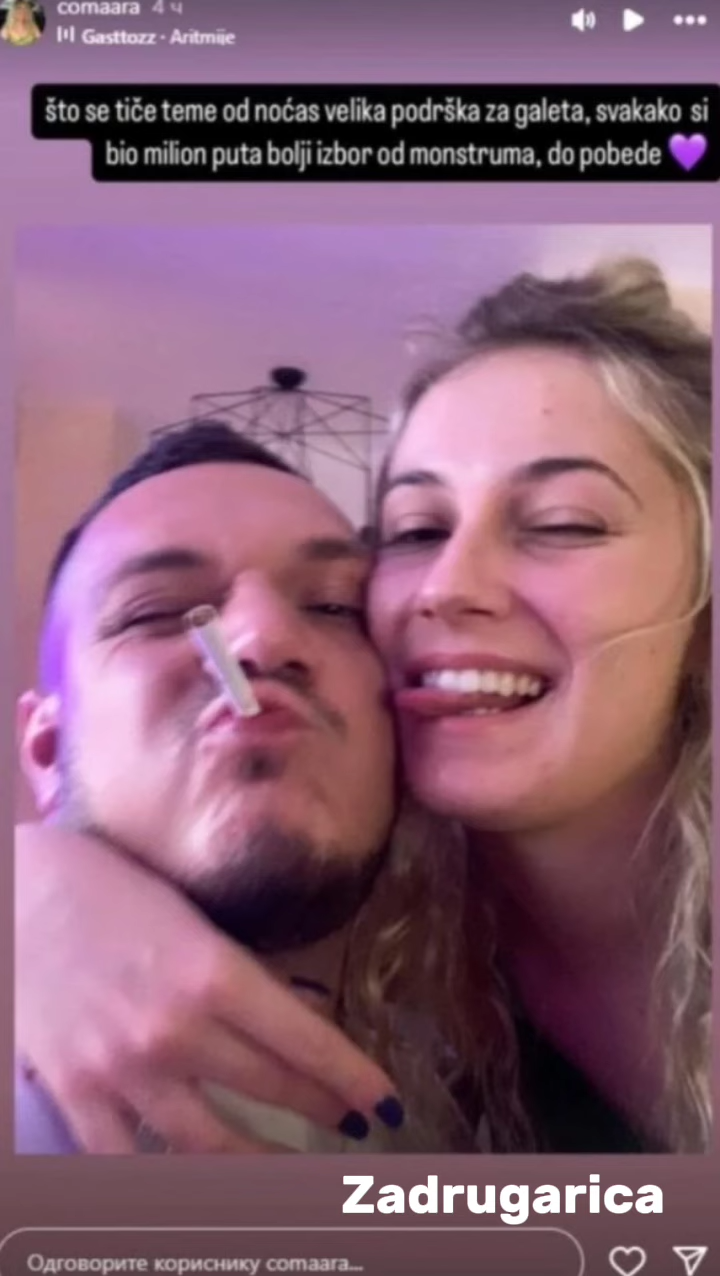 comaara 4 ч
Gasttozz · Aritmije
što se tiče teme od noćas velika podrška za galeta, svakako si
bio milion puta bolji izbor od monstruma, do pobede 💜
Zadrugarica
Одговорите кориснику comaara...